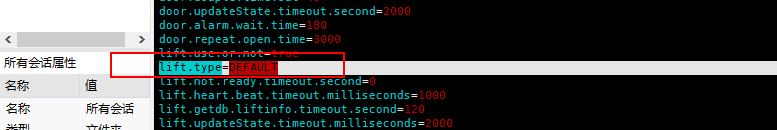 door.updateState.timeout.second=2000
door.alarm.wait.time=180
door.repeat.open.time=3000
lift.use.or.not=true
lift.type=DEFAULT
lift.not.ready.timeout.second=0
lift.heart.beat.timeout.milliseconds=1000
lift.getdb.liftinfo.timeout.second=120
lift.updateState.timeout.milliseconds=2000
所有会话属性
名称 值
名称 所有会话
类型 文件夹